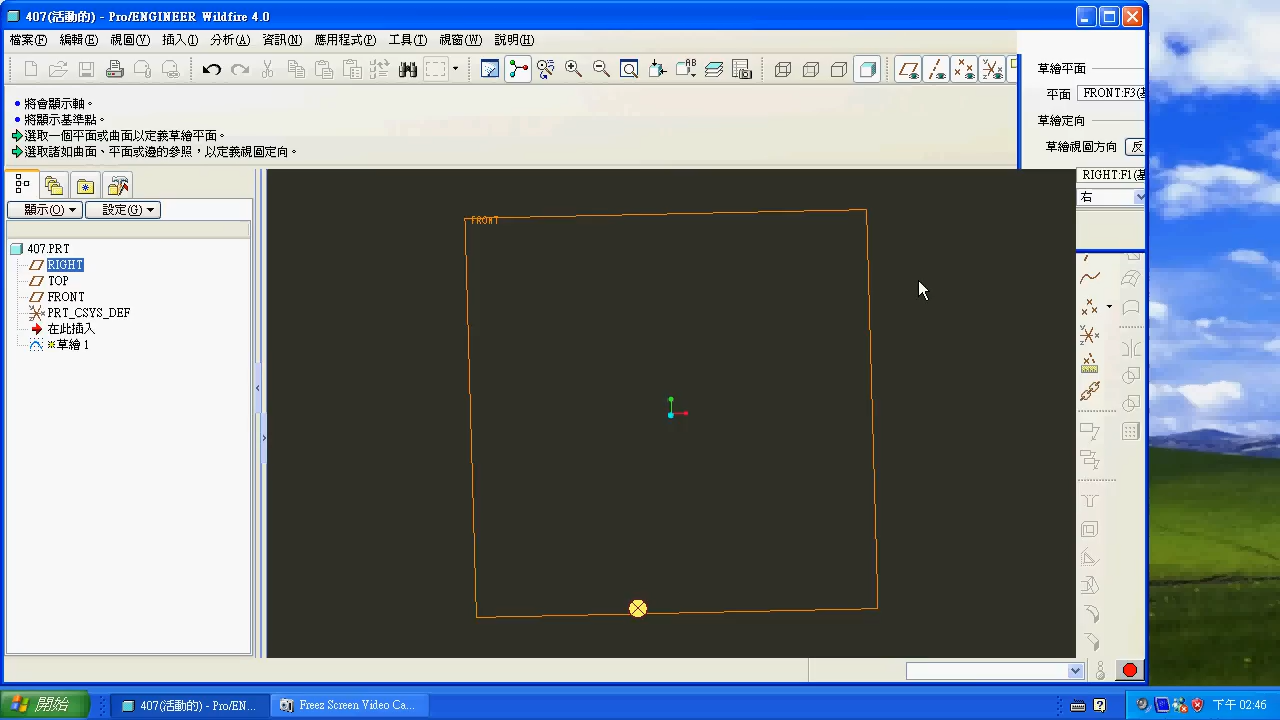 407(活動的) - Pro/ENGINEER Wildfire 4.0
檔案(F) 編輯(E) 視圖(V) 插入(I) 分析(A) 資訊(N) 應用程式(P) 工具(T) 視窗(W) 說明(H)
將會顯示軸。
將顯示基準點。
選取一個平面或曲面以定義草繪平面。
選取諸如曲面、平面或邊的參照，以定義視圖定向。
草繪平面
平面 FRONT:F3(基
草繪定向
草繪視圖方向 反
RIGHT:F1(基
右
顯示(O) 設定(G)
407.PRT
RIGHT
TOP
FRONT
PRT_CSYS_DEF
在此插入
※草繪 1
FRONT
開始 407(活動的) - Pro/EN... Freez Screen Video Ca... 下午 02:46